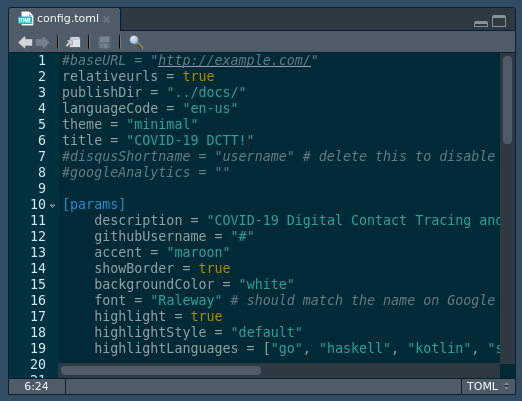 config.toml
1 #baseURL = "http://example.com/"
2 relativeurls = true
3 publishDir = "../docs/"
4 languageCode = "en-us"
5 theme = "minimal"
6 title = "COVID-19 DCTT!"
7 #disqusShortname = "username" # delete this to disable
8 #googleAnalytics = ""
9
10 [params]
11 description = "COVID-19 Digital Contact Tracing and
12 githubUsername = "#"
13 accent = "maroon"
14 showBorder = true
15 backgroundColor = "white"
16 font = "Raleway" # should match the name on Google
17 highlight = true
18 highlightStyle = "default"
19 highlightLanguages = ["go", "haskell", "kotlin", "s
20
6:24 TOML